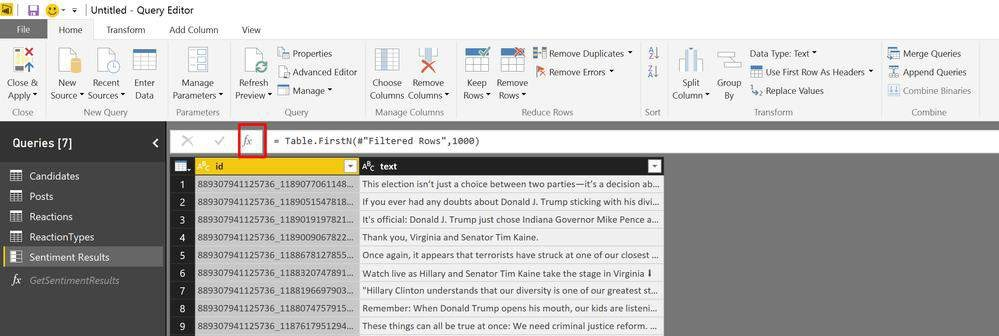 Untitled - Query Editor
File Home Transform Add Column View
Close & Apply New Source Recent Sources Enter Data Manage Parameters Refresh Preview Properties Advanced Editor Manage Choose Columns Remove Columns Keep Rows Remove Rows Remove Duplicates Remove Errors A Z Z A Split Column Group By Data Type: Text Use First Row As Headers Replace Values Merge Queries Append Queries Combine Binaries
Close New Query Parameters Query Manage Columns Reduce Rows Sort Transform Combine
Queries [7]
fx = Table.FirstN(#"Filtered Rows",1000)
Candidates
Posts
Reactions
ReactionTypes
Sentiment Results
fx GetSentimentResults
ABC id ABC text
1 889307941125736_1189077061148... This election isn't just a choice between two parties—it's a decision ab...
2 889307941125736_1189051547818... If you ever had any doubts about Donald J. Trump sticking with his divi...
3 889307941125736_1189019197821... It's official: Donald J. Trump just chose Indiana Governor Mike Pence a...
4 889307941125736_1189009067822... Thank you, Virginia and Senator Tim Kaine.
5 889307941125736_1188678127855... Once again, it appears that terrorists have struck at one of our closest ...
6 889307941125736_1188320747891... Watch live as Hillary and Senator Tim Kaine take the stage in Virginia ⬇
7 889307941125736_1188196697903... "Hillary Clinton understands that our diversity is one of our greatest st...
8 889307941125736_1188074757915... Remember: When Donald Trump opens his mouth, our kids are listeni...
9 889307941125736_1187617951294... These things can all be true at once: We need criminal justice reform. ...